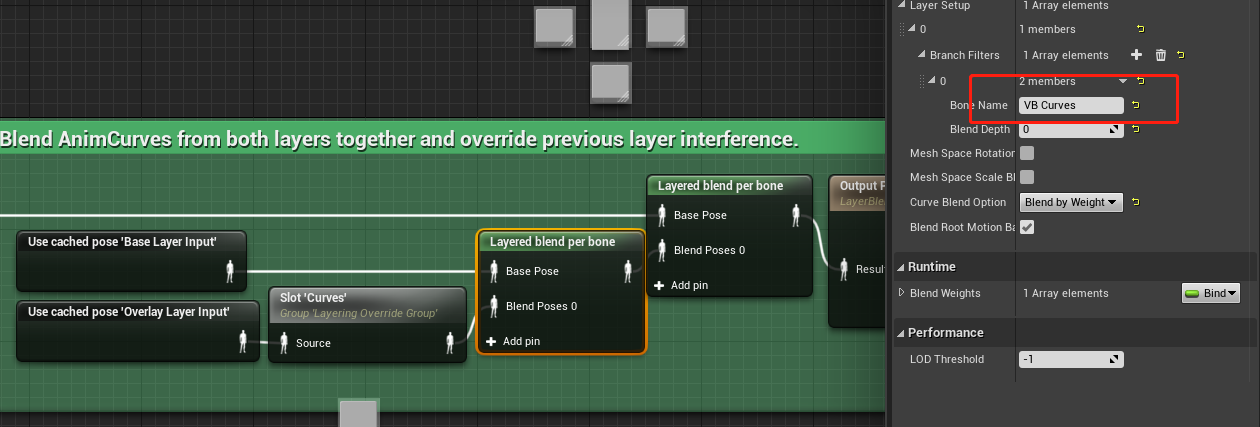 Blend AnimCurves from both layers together and override previous layer interference.
Use cached pose 'Base Layer Input'
Use cached pose 'Overlay Layer Input'
Slot 'Curves'
Group 'Layering Override Group'
Source
Layered blend per bone
Base Pose
Blend Poses 0
Add pin
Layered blend per bone
Base Pose
Blend Poses 0
Add pin
Output
Layer Setup 1 Array elements
0 1 members
Branch Filters 1 Array elements
0 2 members
Bone Name VB Curves
Blend Depth 0
Mesh Space Rotation
Mesh Space Scale Bl
Curve Blend Option Blend by Weight
Blend Root Motion Ba
Runtime
Blend Weights 1 Array elements Bind
Performance
LOD Threshold -1